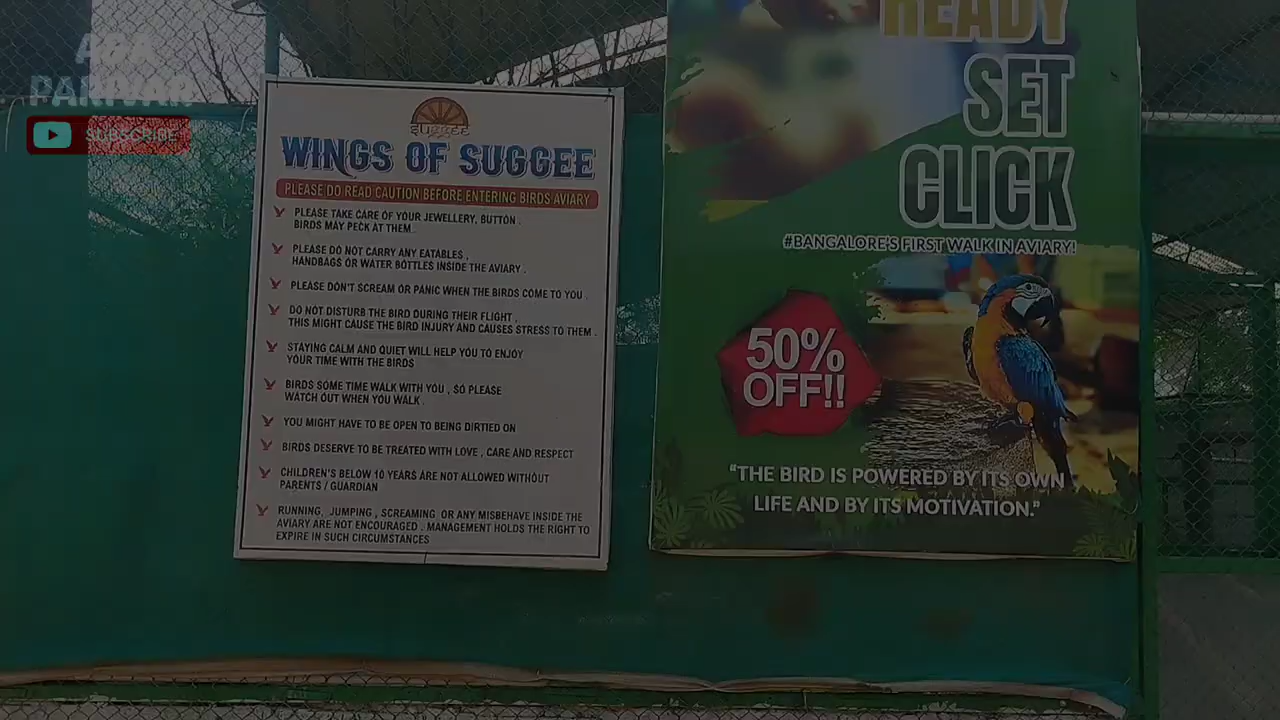 SUBSCRIBE
suggee
WINGS OF SUGGEE
PLEASE DO READ CAUTION BEFORE ENTERING BIRDS AVIARY
PLEASE TAKE CARE OF YOUR JEWELLERY, BUTTON .
BIRDS MAY PECK AT THEM.
PLEASE DO NOT CARRY ANY EATABLES ,
HANDBAGS OR WATER BOTTLES INSIDE THE AVIARY .
PLEASE DON'T SCREAM OR PANIC WHEN THE BIRDS COME TO YOU .
DO NOT DISTURB THE BIRD DURING THEIR FLIGHT ,
THIS MIGHT CAUSE THE BIRD INJURY AND CAUSES STRESS TO THEM .
STAYING CALM AND QUIET WILL HELP YOU TO ENJOY
YOUR TIME WITH THE BIRDS
BIRDS SOME TIME WALK WITH YOU , SO PLEASE
WATCH OUT WHEN YOU WALK .
YOU MIGHT HAVE TO BE OPEN TO BEING DIRTIED ON
BIRDS DESERVE TO BE TREATED WITH LOVE , CARE AND RESPECT
CHILDREN'S BELOW 10 YEARS ARE NOT ALLOWED WITHOUT
PARENTS / GUARDIAN
RUNNING, JUMPING , SCREAMING OR ANY MISBEHAVE INSIDE THE
AVIARY ARE NOT ENCOURAGED . MANAGEMENT HOLDS THE RIGHT TO
EXPIRE IN SUCH CIRCUMSTANCES
READY
SET
CLICK
#BANGALORE'S FIRST WALK IN AVIARY!
50%
OFF!!
"THE BIRD IS POWERED BY ITS OWN
LIFE AND BY ITS MOTIVATION."